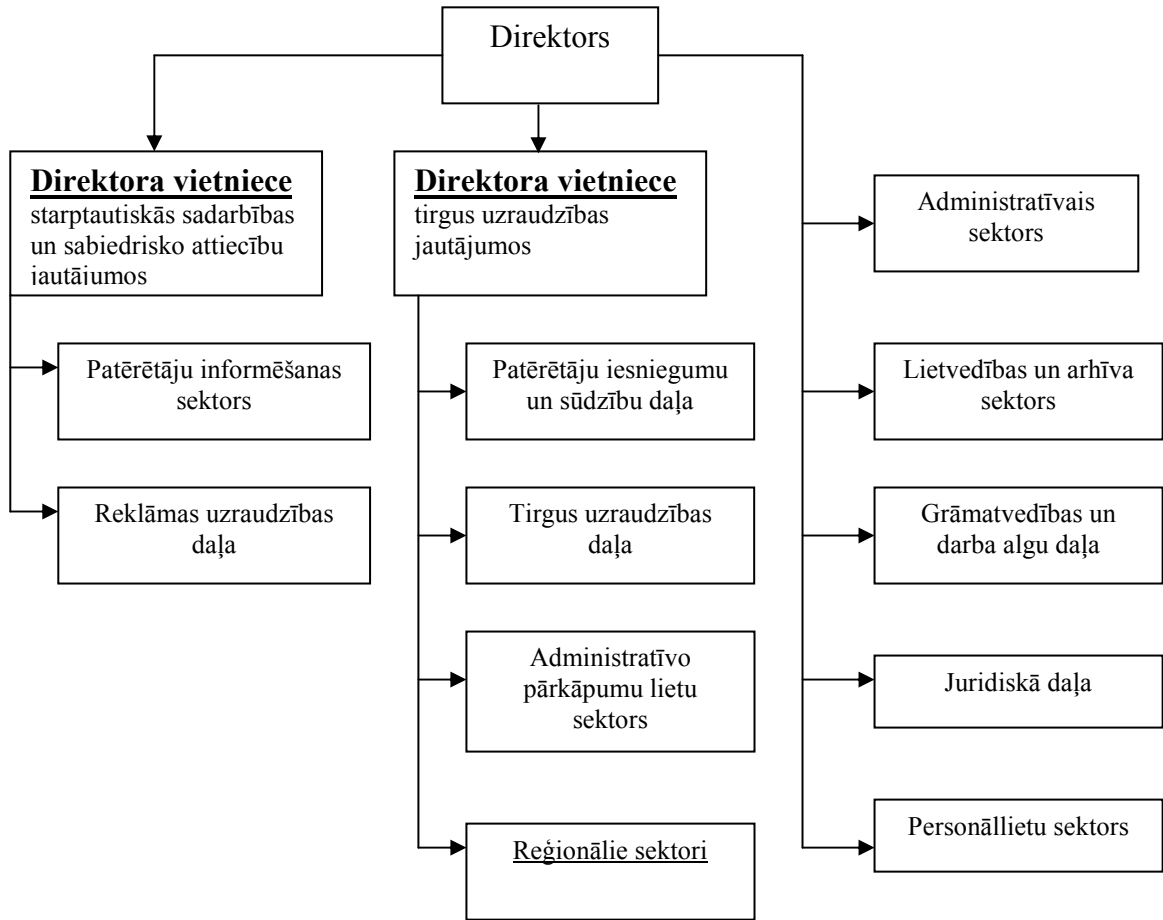 Direktors
Direktora vietniece
starptautiskās sadarbības
un sabiedrisko attiecību
jautājumos
Patērētāju informēšanas
sektors
Reklāmas uzraudzības
daļa
Direktora vietniece
tirgus uzraudzības
jautājumos
Patērētāju iesniegumu
un sūdzību daļa
Tirgus uzraudzības
daļa
Administratīvo
pārkāpumu lietu
sektors
Reģionālie sektori
Administratīvais
sektors
Lietvedības un arhīva
sektors
Grāmatvedības un
darba algu daļa
Juridiskā daļa
Personāllietu sektors